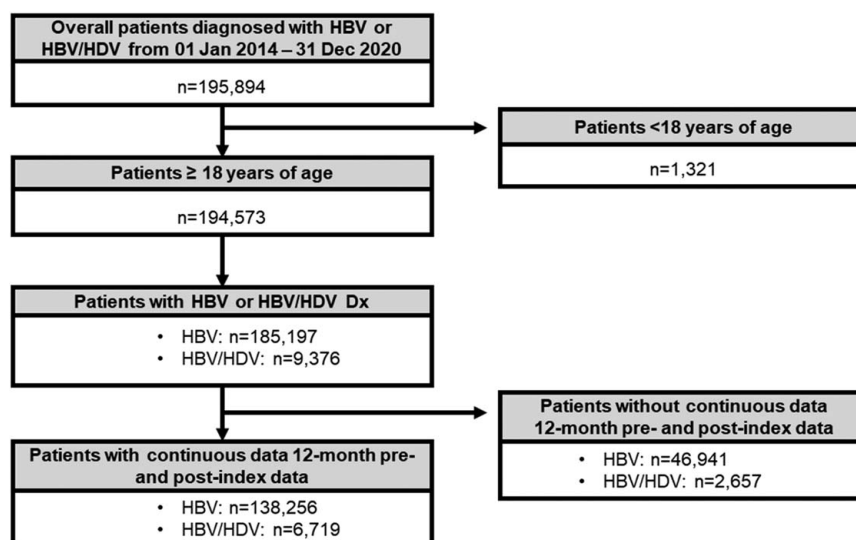 Overall patients diagnosed with HBV or
HBV/HDV from 01 Jan 2014 – 31 Dec 2020
n=195,894
Patients <18 years of age
n=1,321
Patients ≥ 18 years of age
n=194,573
Patients with HBV or HBV/HDV Dx
• HBV: n=185,197
• HBV/HDV: n=9,376
Patients without continuous data
12-month pre- and post-index data
• HBV: n=46,941
• HBV/HDV: n=2,657
Patients with continuous data 12-month pre-
and post-index data
• HBV: n=138,256
• HBV/HDV: n=6,719